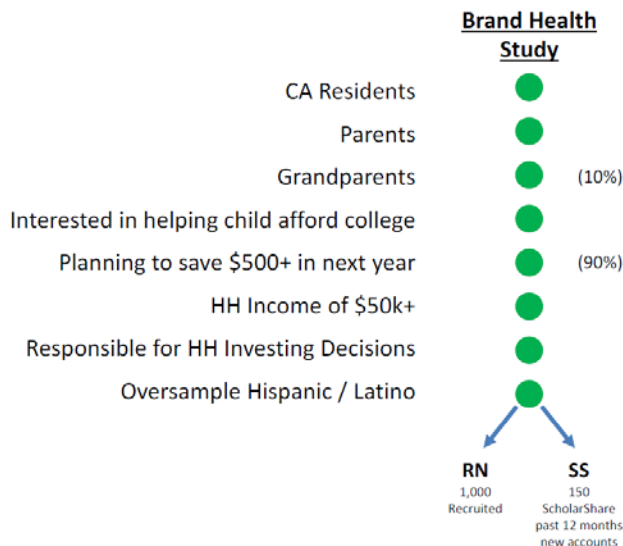 Brand Health
Study
CA Residents
Parents
Grandparents (10%)
Interested in helping child afford college
Planning to save $500+ in next year (90%)
HH Income of $50k+
Responsible for HH Investing Decisions
Oversample Hispanic / Latino
RN
1,000
Recruited
SS
150
ScholarShare
past 12 months
new accounts